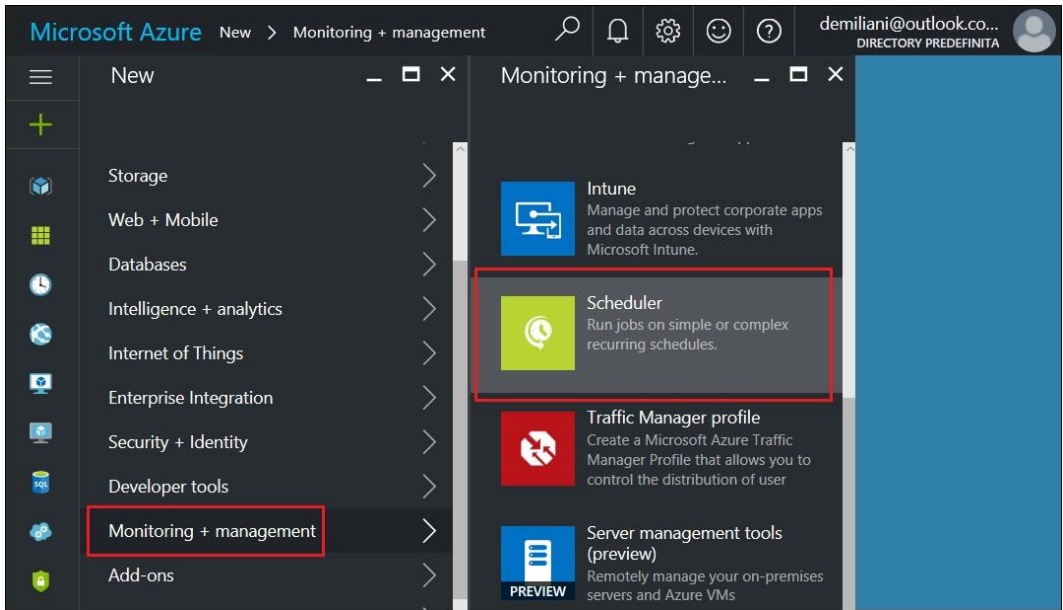 Microsoft Azure New > Monitoring + management
demiliani@outlook.co...
DIRECTORY PREDEFINITA
New
Storage
Web + Mobile
Databases
Intelligence + analytics
Internet of Things
Enterprise Integration
Security + Identity
Developer tools
Monitoring + management
Add-ons
Monitoring + manage...
Intune
Manage and protect corporate apps
and data across devices with
Microsoft Intune.
Scheduler
Run jobs on simple or complex
recurring schedules.
Traffic Manager profile
Create a Microsoft Azure Traffic
Manager Profile that allows you to
control the distribution of user
Server management tools
(preview)
Remotely manage your on-premises
servers and Azure VMs
PREVIEW
SQL